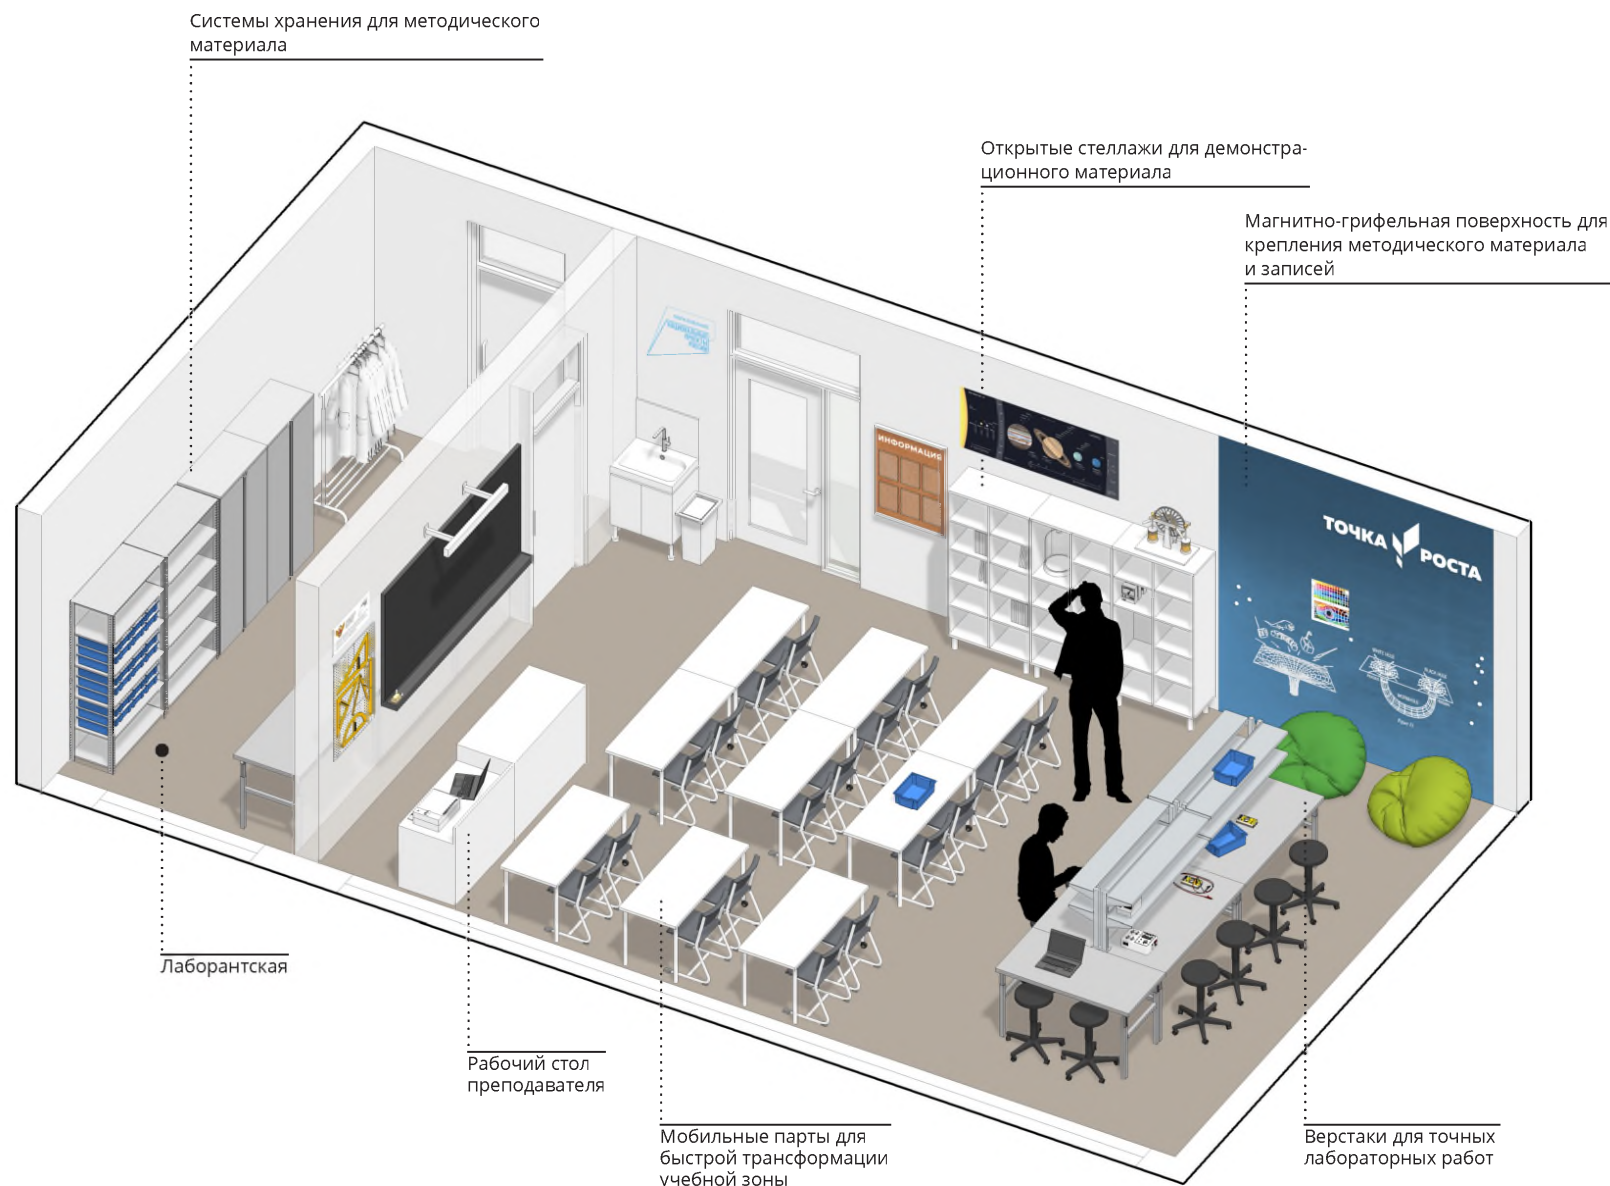 Системы хранения для методического
материала
Открытые стеллажи для демонстра-
ционного материала
Магнитно-грифельная поверхность для
крепления методического материала
и записей
ИНФОРМАЦИЯ
ТОЧКА
РОСТА
Лаборантская
Рабочий стол
преподавателя
Мобильные парты для
быстрой трансформации
учебной зоны
Верстаки для точных
лабораторных работ